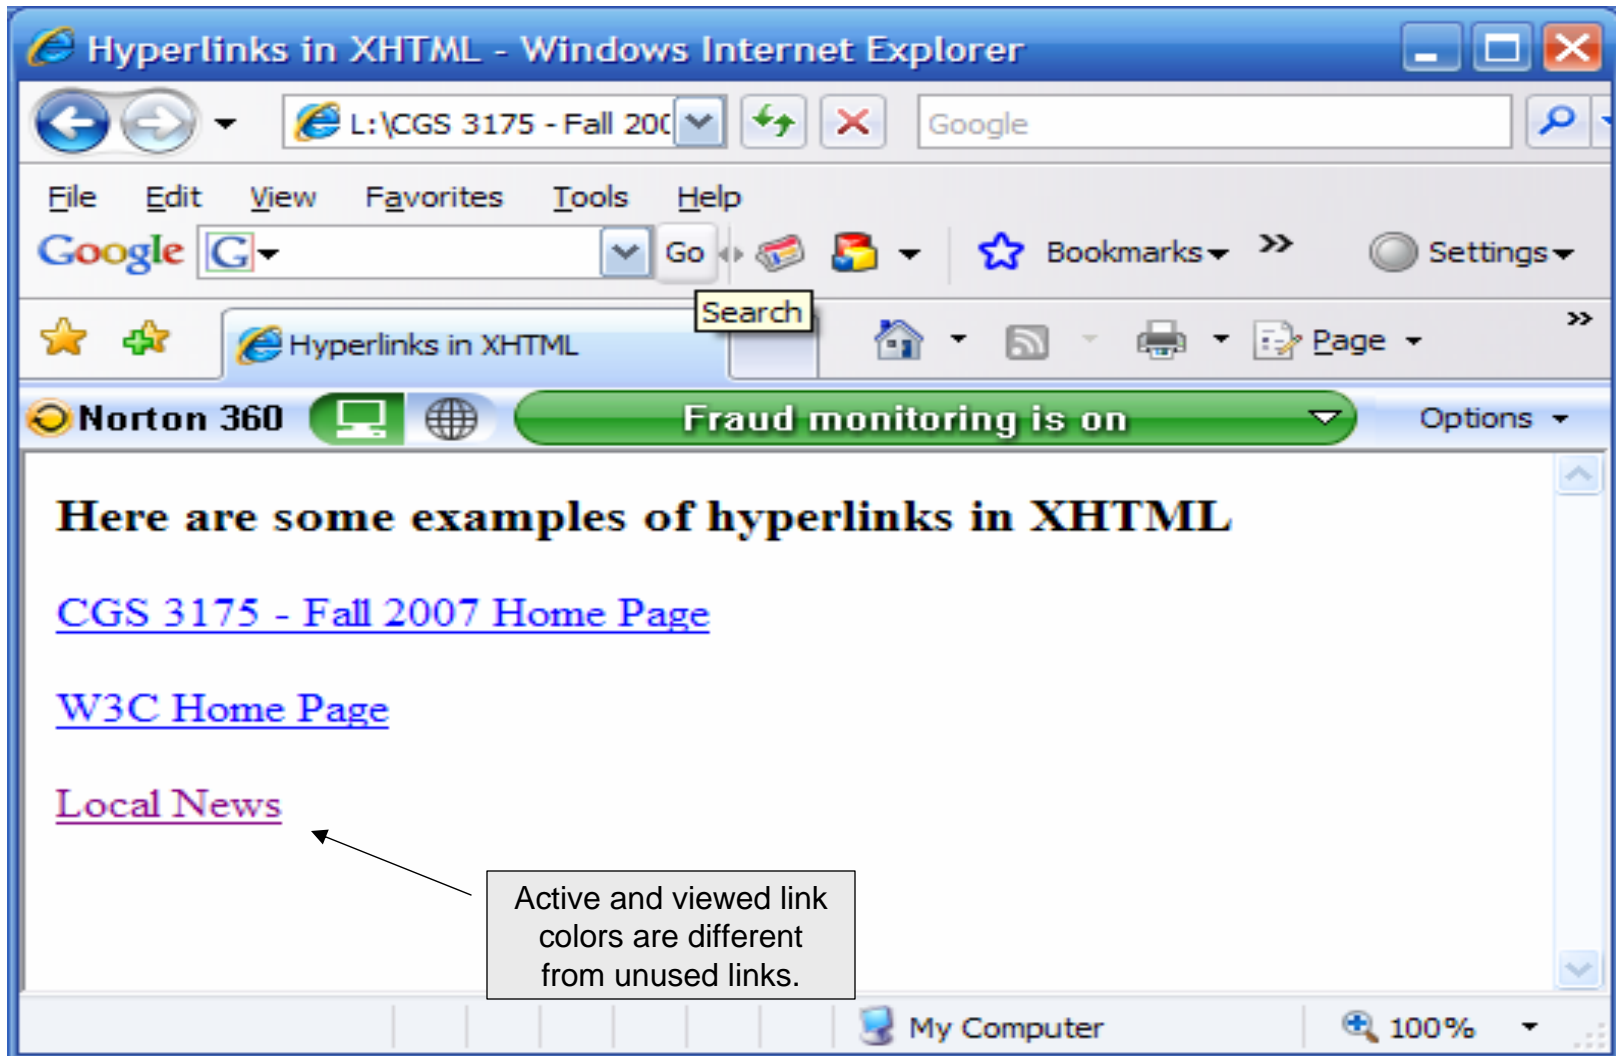 Hyperlinks in XHTML - Windows Internet Explorer
L:\CGS 3175 - Fall 200
Google
File Edit View Favorites Tools Help
Google G Go Bookmarks Settings
Search
Hyperlinks in XHTML Page
Norton 360 Fraud monitoring is on Options
Here are some examples of hyperlinks in XHTML
CGS 3175 - Fall 2007 Home Page
W3C Home Page
Local News
Active and viewed link
colors are different
from unused links.
My Computer 100%